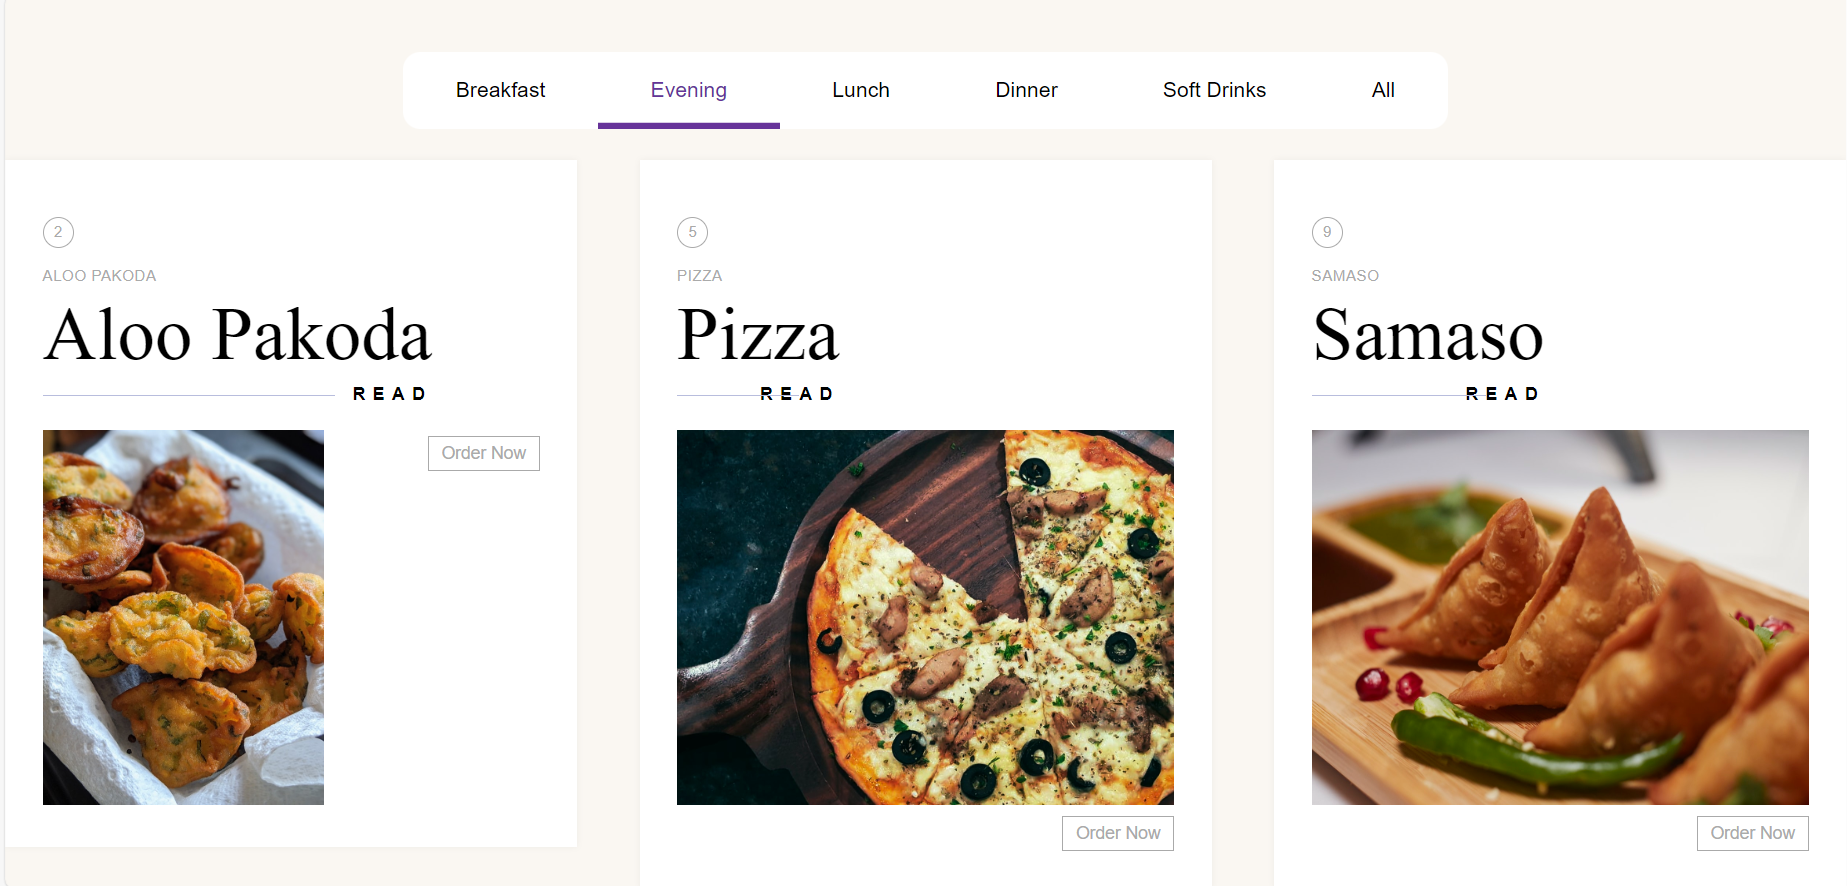 Breakfast Evening Lunch Dinner Soft Drinks All
2
ALOO PAKODA
Aloo Pakoda
READ
Order Now
5
PIZZA
Pizza
READ
Order Now
9
SAMASO
Samaso
READ
Order Now